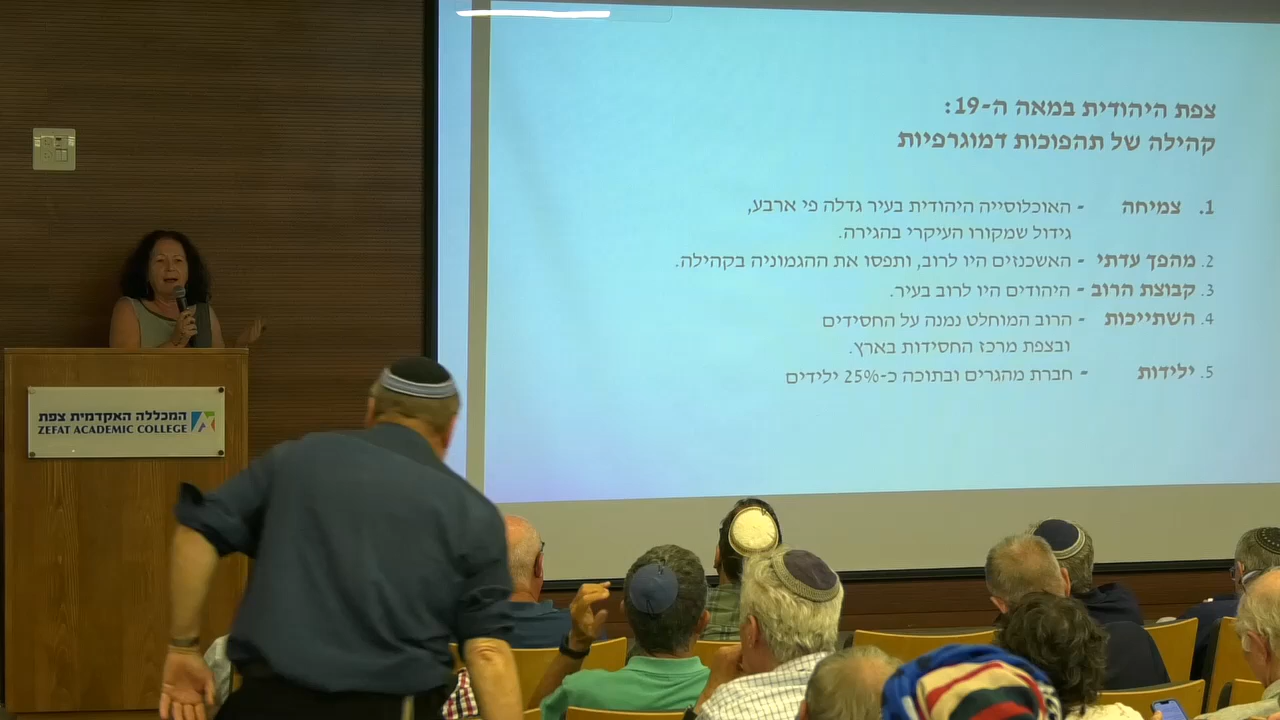 צפת היהודית במאה ה-19:
קהילה של תהפוכות דמוגרפיות
1. צמיחה - האוכלוסייה היהודית בעיר גדלה פי ארבע,
גידול שמקורו העיקרי בהגירה.
2. מהפך עדתי - האשכנזים היו לרוב, ותפסו את ההגמוניה בקהילה.
3. קבוצת הרוב - היהודים היו לרוב בעיר.
4. השתייכות - הרוב המוחלט נמנה על החסידים
ובצפת מרכז החסידות בארץ.
5. ילידות - חברת מהגרים ובתוכה כ-25% ילידים
המכללה האקדמית צפת
ZEFAT ACADEMIC COLLEGE